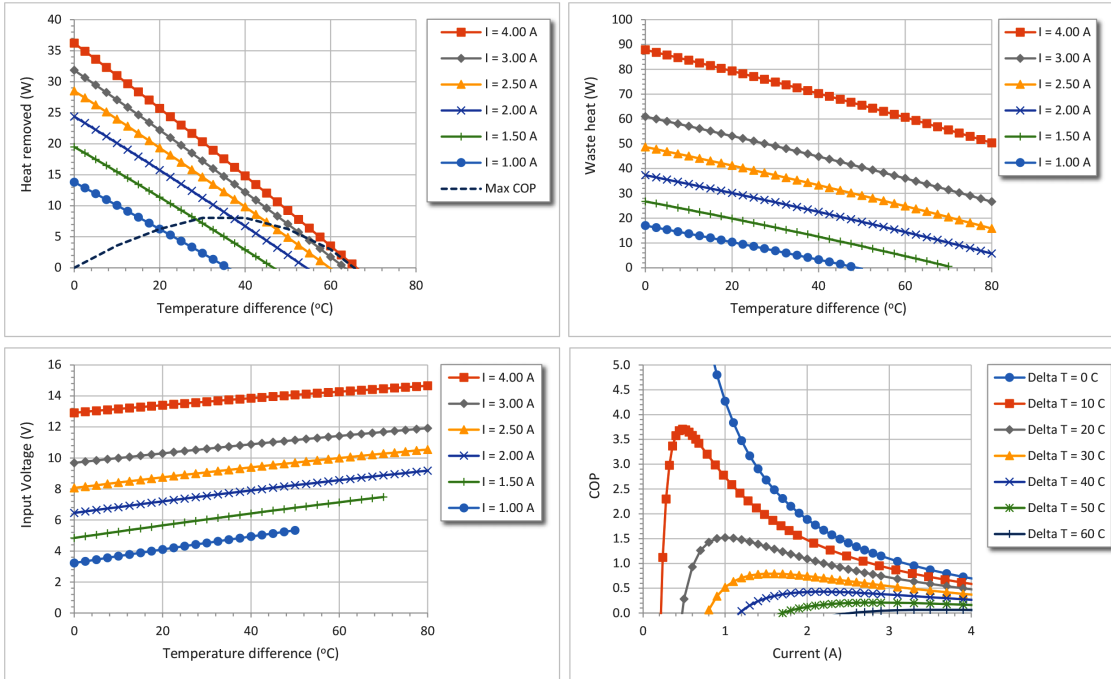 40
35
30
25
20
15
10
5
0
Heat removed (W)
0
20
40
60
80
Temperature difference (°C)
I = 4.00 A
I = 3.00 A
I = 2.50 A
I = 2.00 A
I = 1.50 A
I = 1.00 A
Max COP
100
90
80
70
60
50
40
30
20
10
0
Waste heat (W)
0
20
40
60
80
Temperature difference (°C)
I = 4.00 A
I = 3.00 A
I = 2.50 A
I = 2.00 A
I = 1.50 A
I = 1.00 A
16
14
12
10
8
6
4
2
0
Input Voltage (V)
0
20
40
60
80
Temperature difference (°C)
I = 4.00 A
I = 3.00 A
I = 2.50 A
I = 2.00 A
I = 1.50 A
I = 1.00 A
5.0
4.5
4.0
3.5
3.0
2.5
2.0
1.5
1.0
0.5
0.0
COP
0
1
2
3
4
Current (A)
Delta T = 0 C
Delta T = 10 C
Delta T = 20 C
Delta T = 30 C
Delta T = 40 C
Delta T = 50 C
Delta T = 60 C